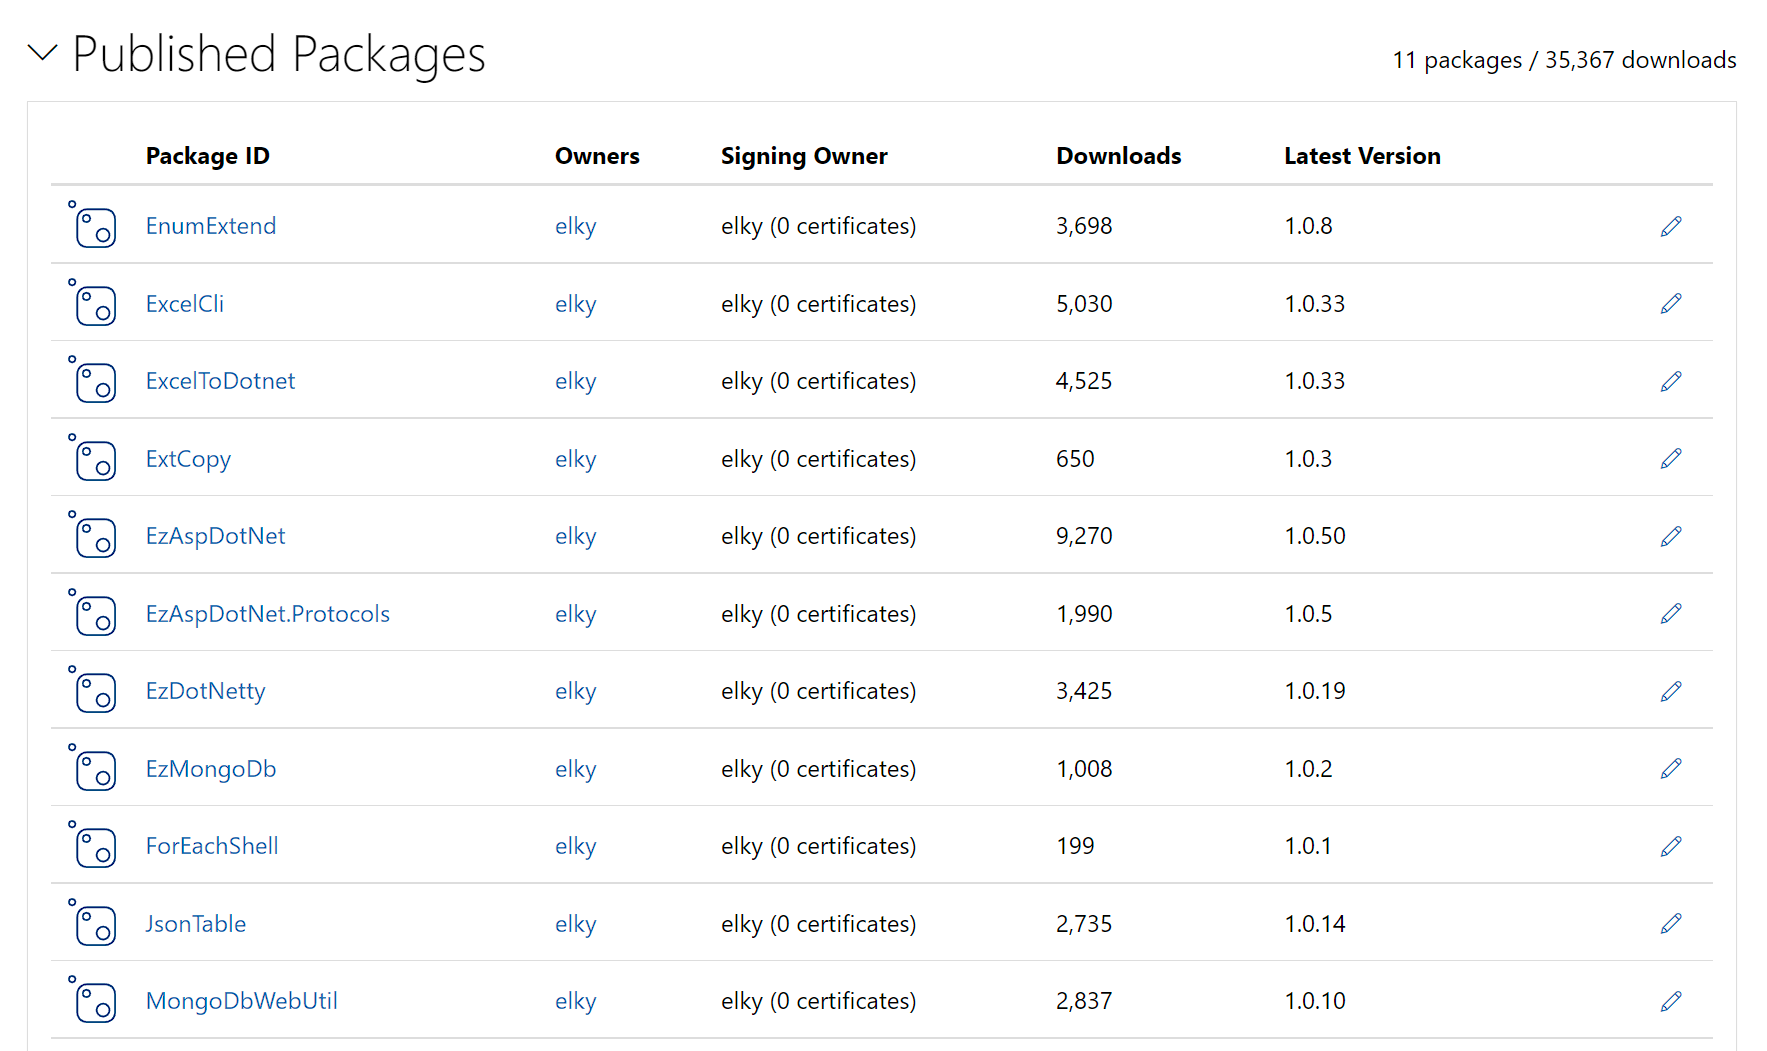 Published Packages
11 packages / 35,367 downloads
Package ID Owners Signing Owner Downloads Latest Version
EnumExtend elky elky (0 certificates) 3,698 1.0.8
ExcelCli elky elky (0 certificates) 5,030 1.0.33
ExcelToDotnet elky elky (0 certificates) 4,525 1.0.33
ExtCopy elky elky (0 certificates) 650 1.0.3
EzAspDotNet elky elky (0 certificates) 9,270 1.0.50
EzAspDotNet.Protocols elky elky (0 certificates) 1,990 1.0.5
EzDotNetty elky elky (0 certificates) 3,425 1.0.19
EzMongoDb elky elky (0 certificates) 1,008 1.0.2
ForEachShell elky elky (0 certificates) 199 1.0.1
JsonTable elky elky (0 certificates) 2,735 1.0.14
MongoDbWebUtil elky elky (0 certificates) 2,837 1.0.10